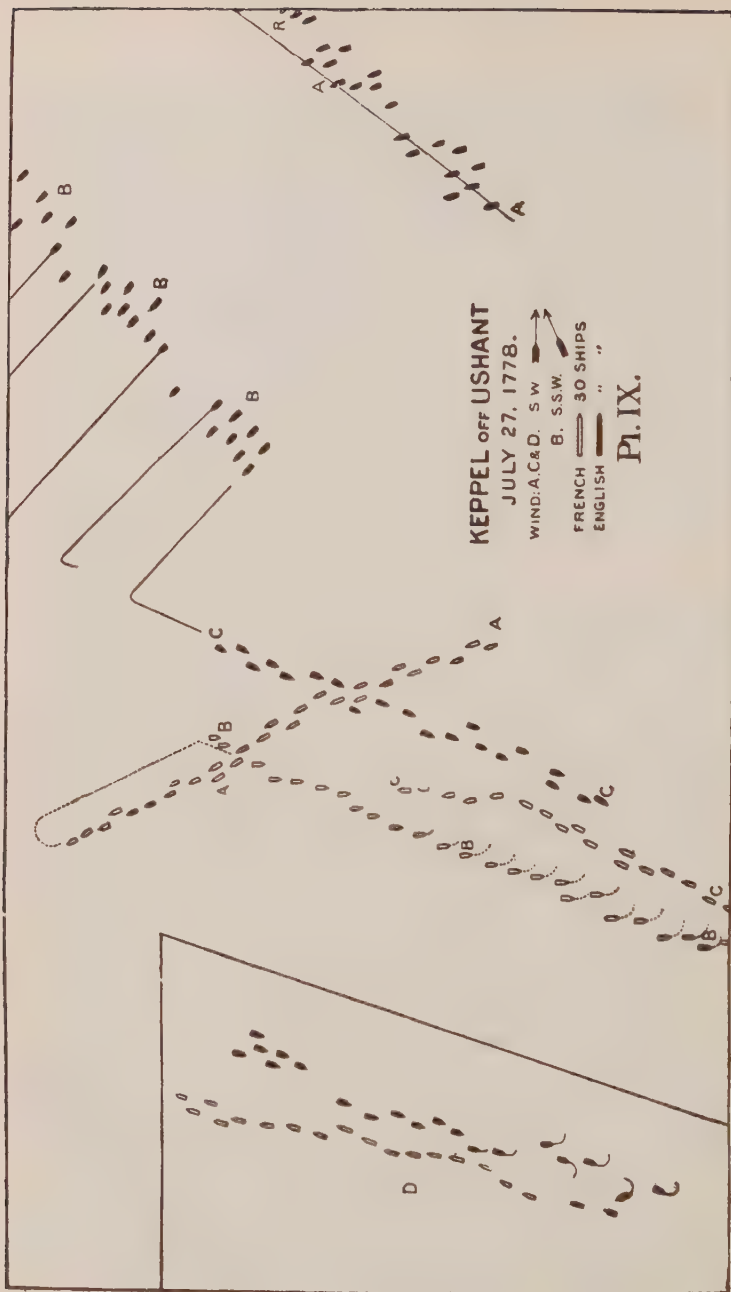 KEPPEL OFF USHANT
JULY 27, 1778.
WIND: A.C&D. S W
B. S.S.W.
FRENCH 30 SHIPS
ENGLISH " "
Pl. IX.
R
A
A
B
B
B
C
A
B
A
C
B
C
C
B
D